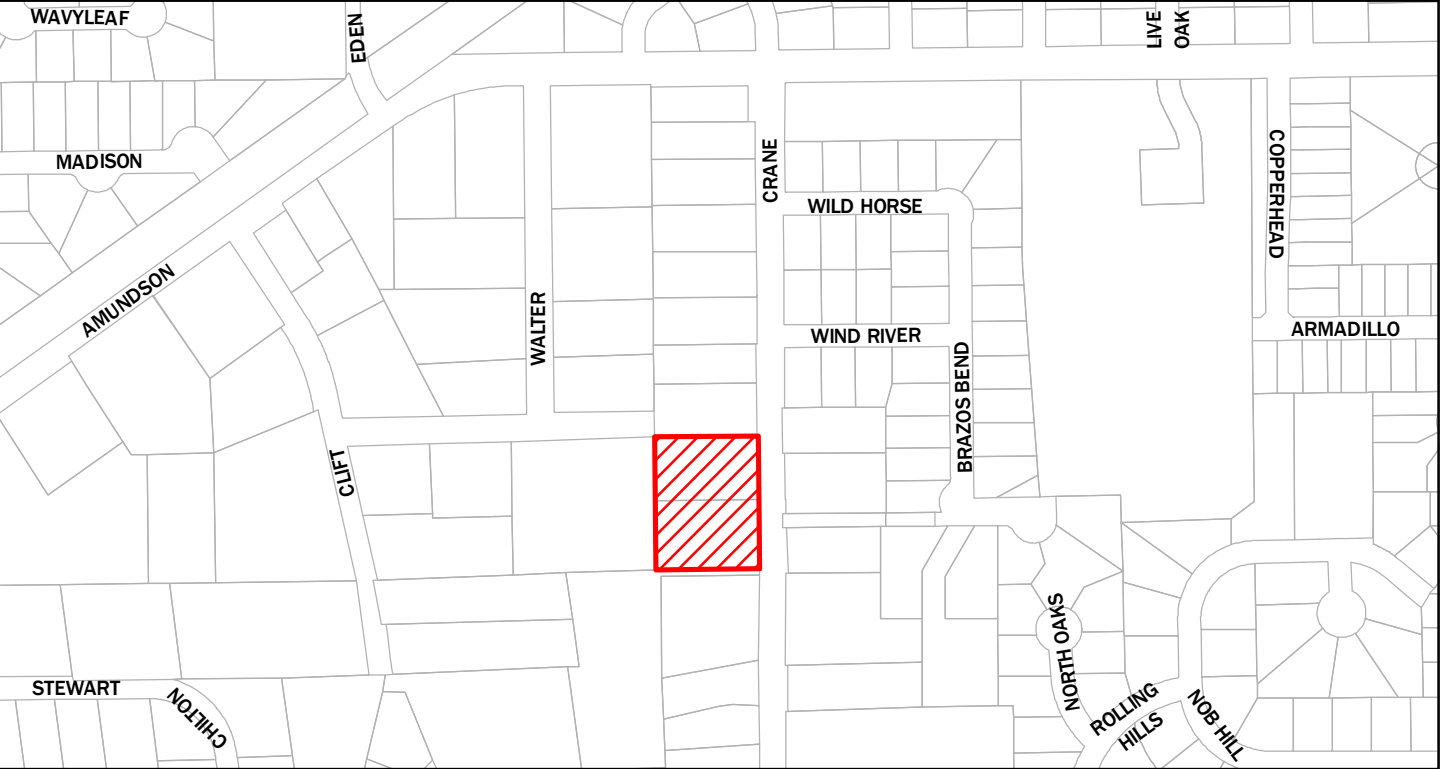 WAVYLEAF
EDEN
LIVE
OAK
MADISON
CRANE
COPPERHEAD
WILD HORSE
AMUNDSON
WALTER
WIND RIVER
ARMADILLO
BRAZOS BEND
CLIFT
NORTH OAKS
STEWART
CHILTON
ROLLING
HILLS
NOB HILL